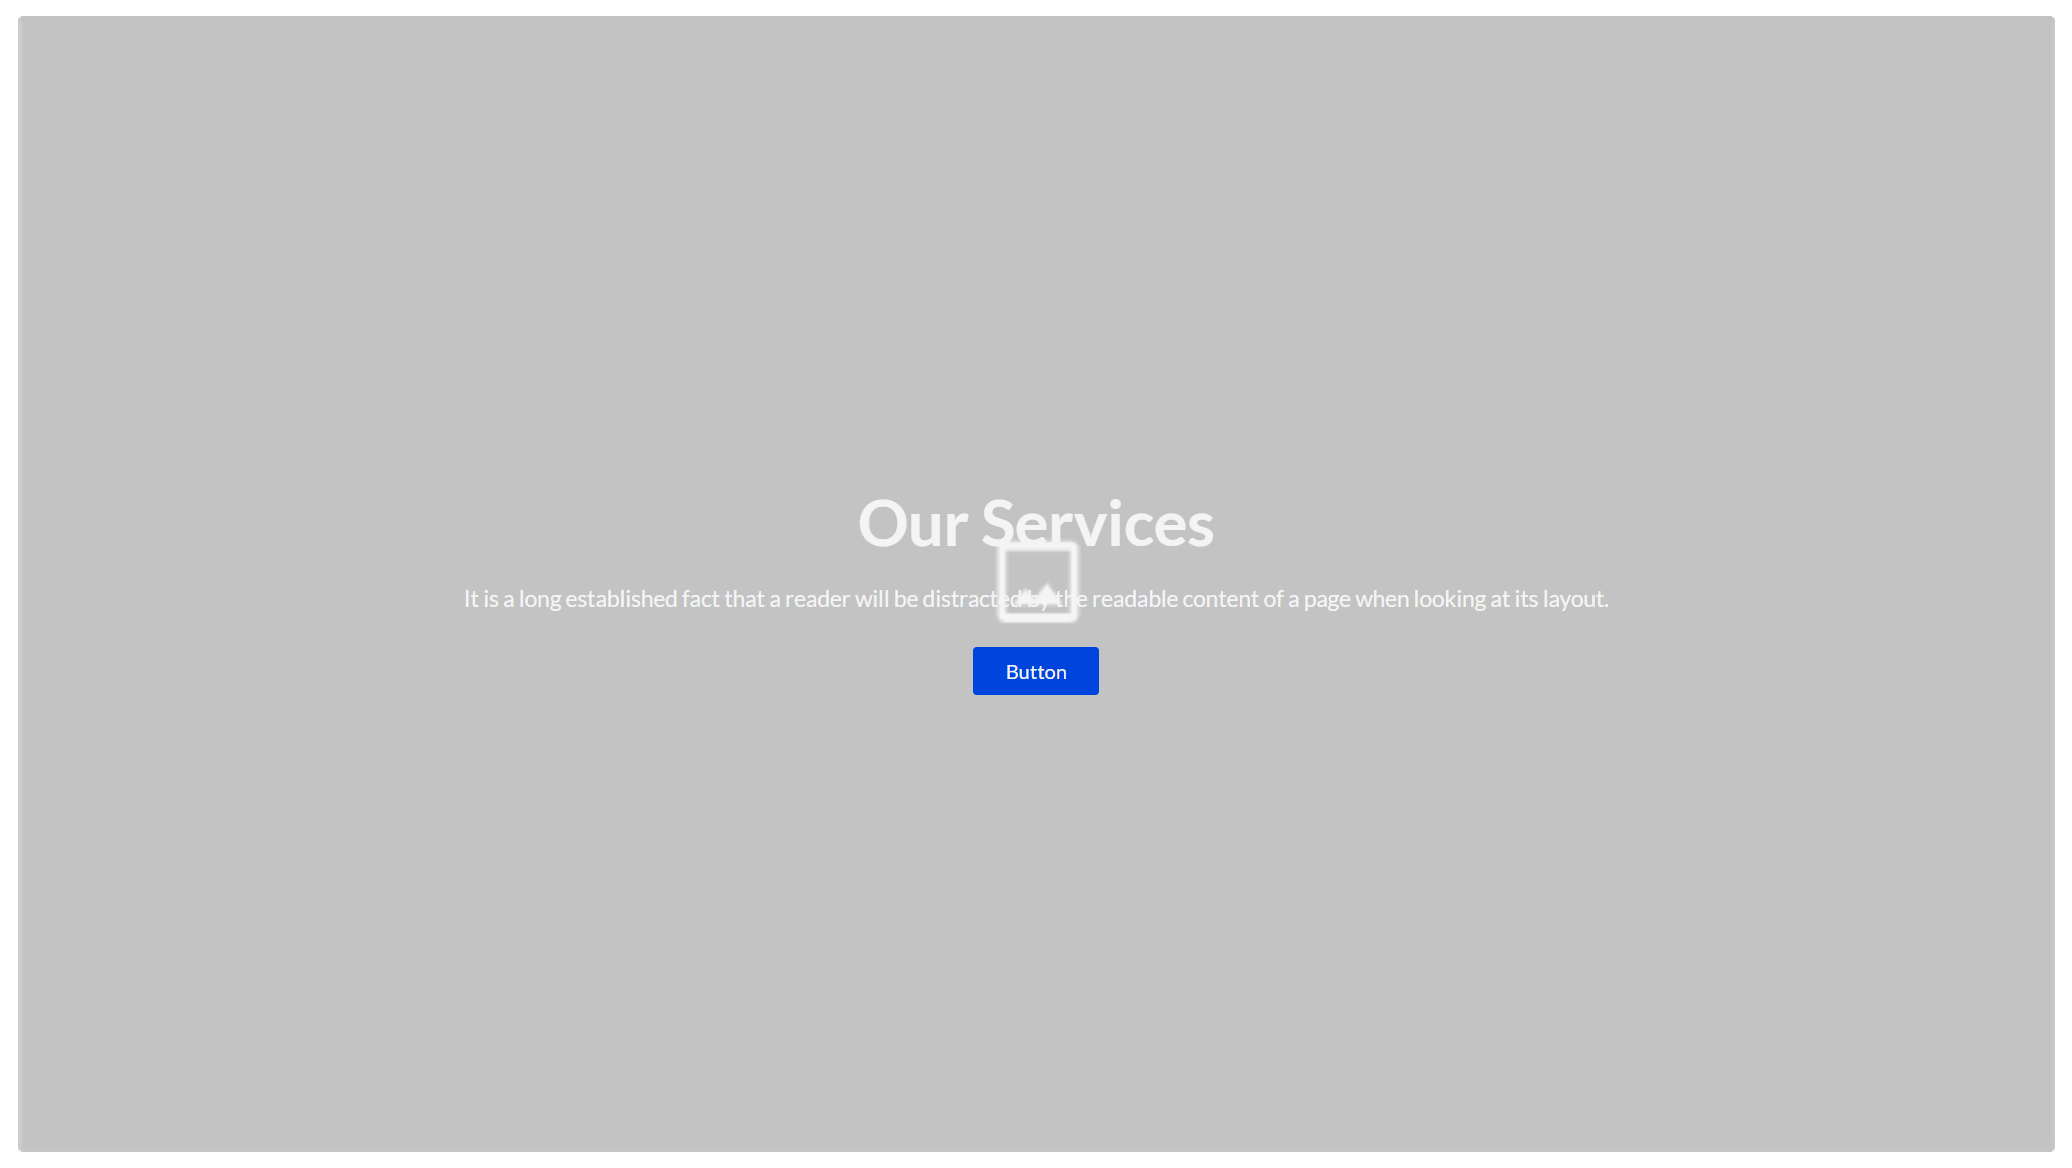 Our Services
It is a long established fact that a reader will be distracted by the readable content of a page when looking at its layout.
Button